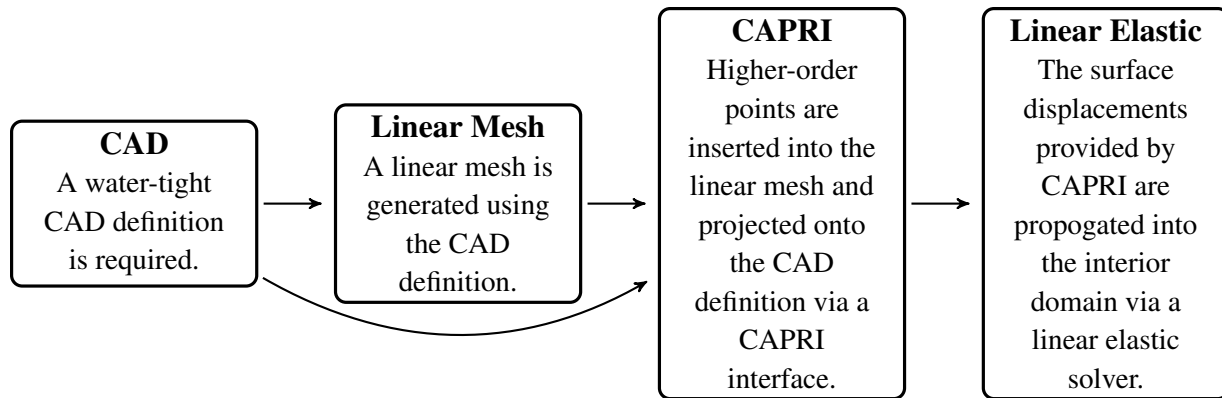 CAD
A water-tight
CAD definition
is required.
Linear Mesh
A linear mesh is
generated using
the CAD
definition.
CAPRI
Higher-order
points are
inserted into the
linear mesh and
projected onto
the CAD
definition via a
CAPRI
interface.
Linear Elastic
The surface
displacements
provided by
CAPRI are
propogated into
the interior
domain via a
linear elastic
solver.